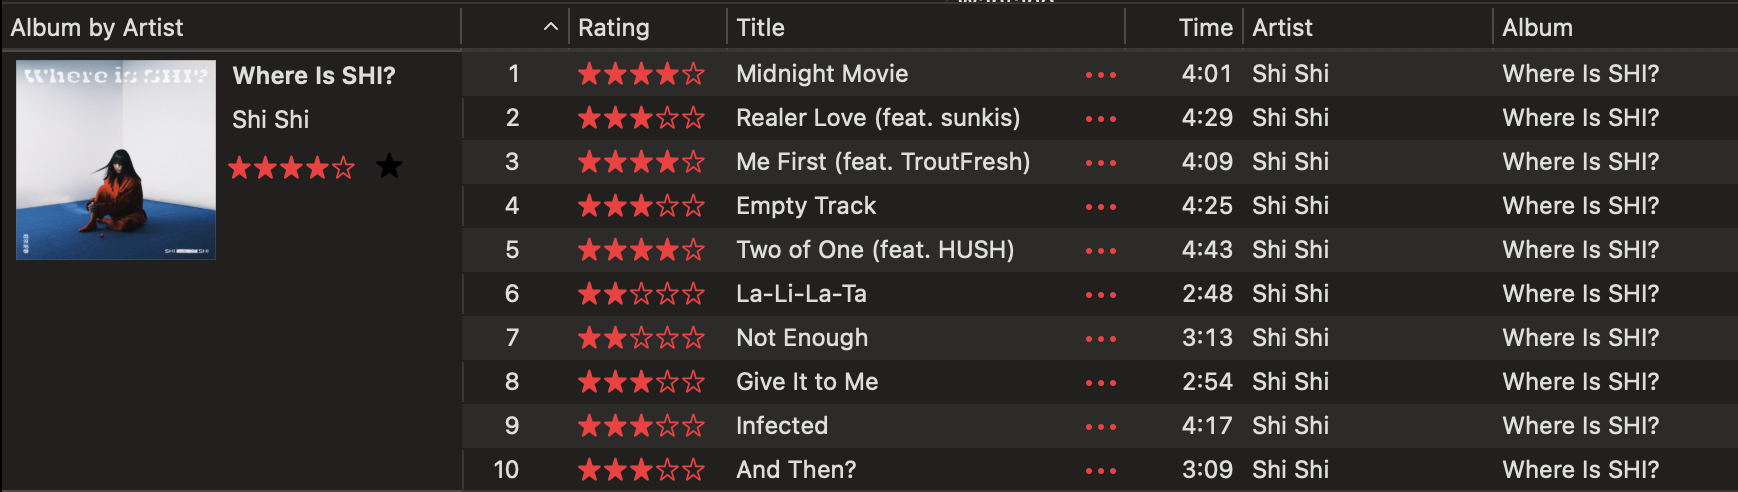 Album by Artist Rating Title Time Artist Album
Where is SHI?
Where Is SHI?
Shi Shi
SHI SHI
1 Midnight Movie 4:01 Shi Shi Where Is SHI?
2 Realer Love (feat. sunkis) 4:29 Shi Shi Where Is SHI?
3 Me First (feat. TroutFresh) 4:09 Shi Shi Where Is SHI?
4 Empty Track 4:25 Shi Shi Where Is SHI?
5 Two of One (feat. HUSH) 4:43 Shi Shi Where Is SHI?
6 La-Li-La-Ta 2:48 Shi Shi Where Is SHI?
7 Not Enough 3:13 Shi Shi Where Is SHI?
8 Give It to Me 2:54 Shi Shi Where Is SHI?
9 Infected 4:17 Shi Shi Where Is SHI?
10 And Then? 3:09 Shi Shi Where Is SHI?